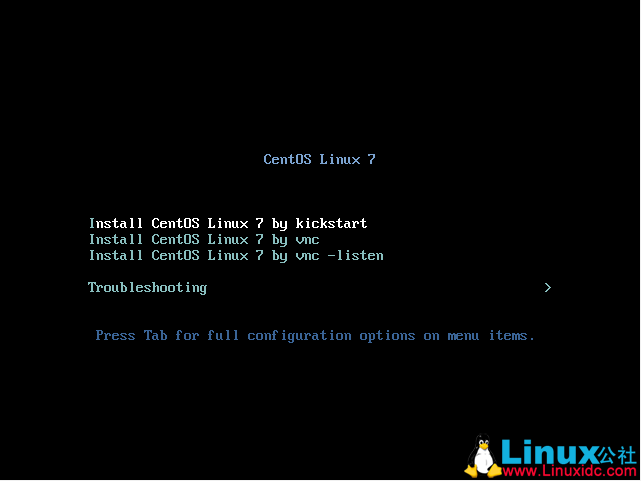 CentOS Linux 7
Install CentOS Linux 7 by kickstart
Install CentOS Linux 7 by vnc
Install CentOS Linux 7 by vnc -listen
Troubleshooting >
Press Tab for full configuration options on menu items.
Linux公社
www.Linuxidc.com